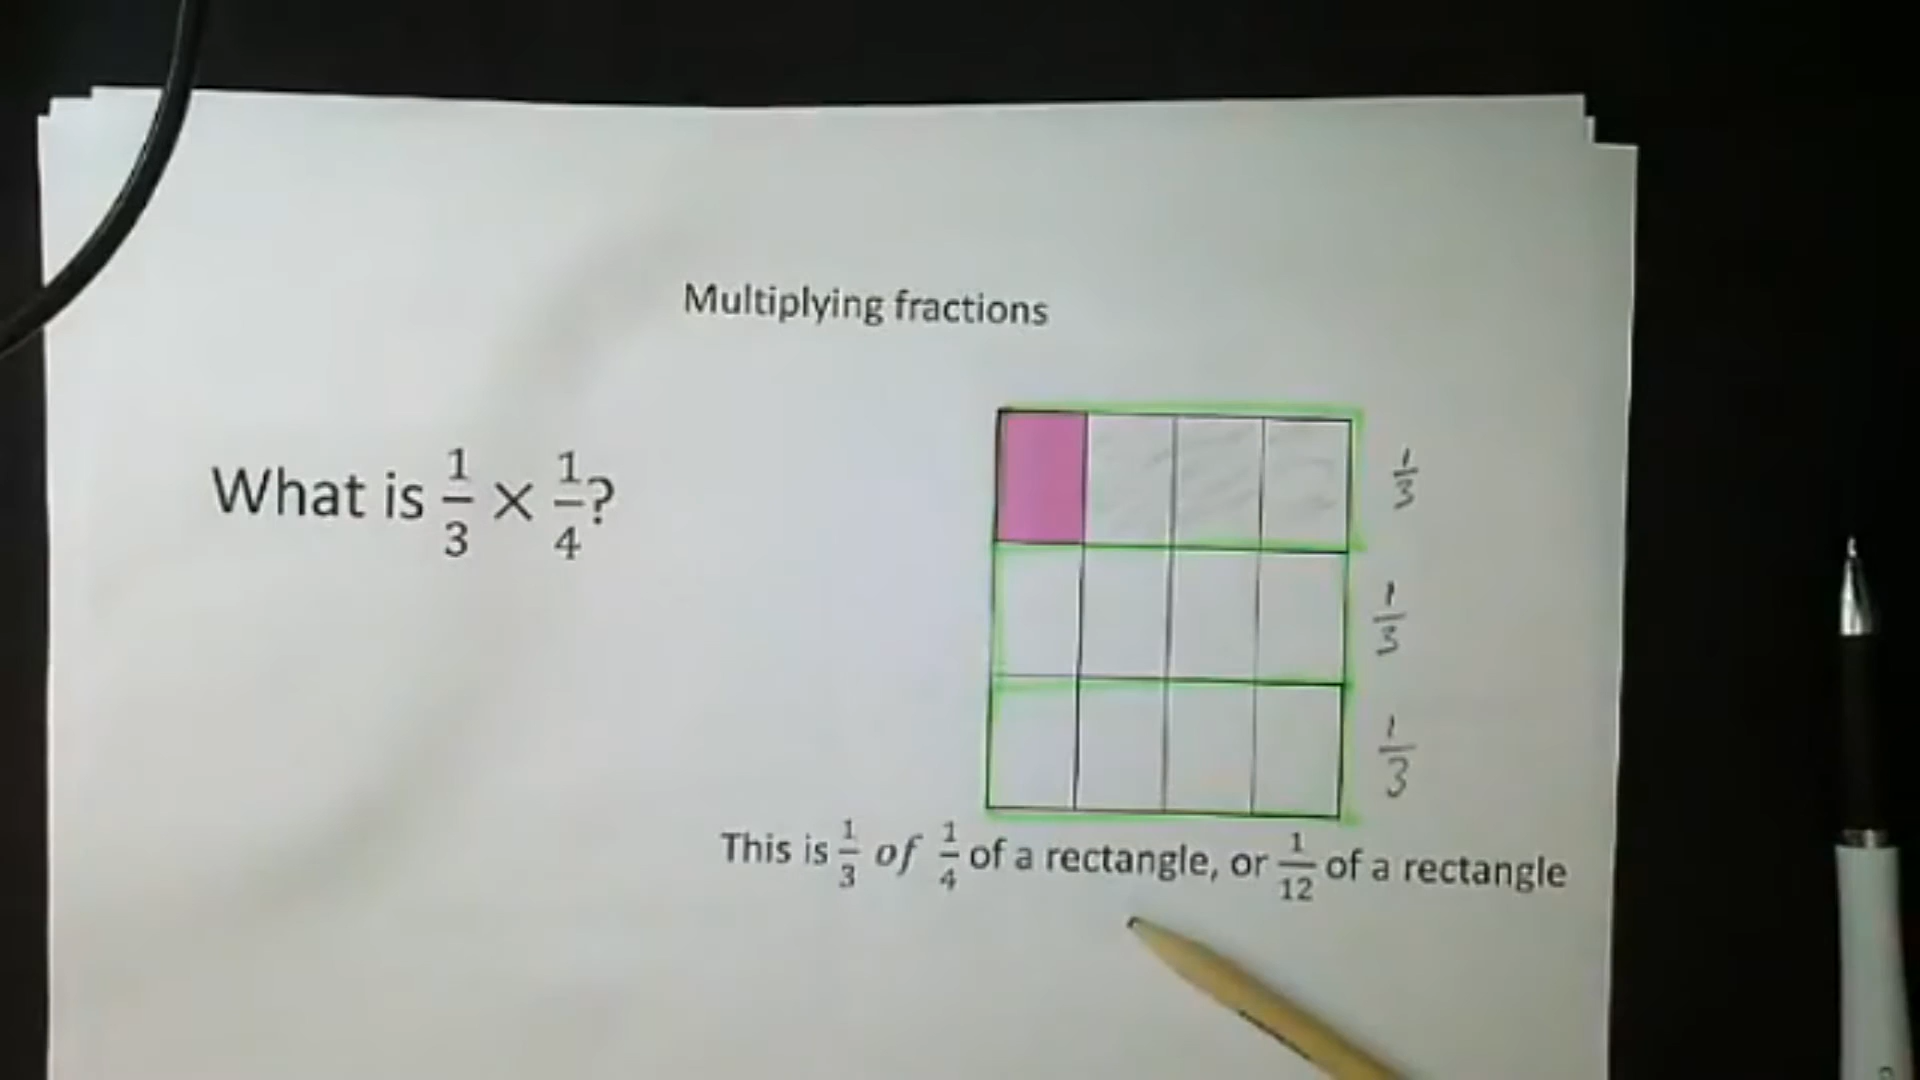 Multiplying fractions
What is 1/3 × 1/4?
1/3
1/3
1/3
This is 1/3 of 1/4 of a rectangle, or 1/12 of a rectangle